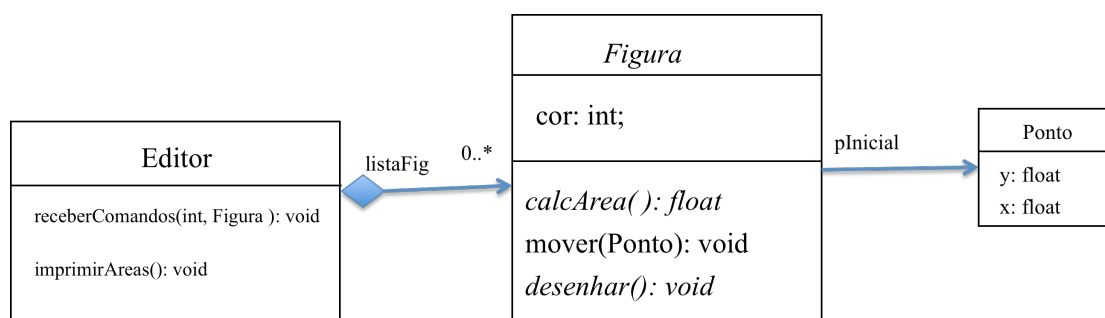 Editor
receberComandos(int, Figura ): void
imprimirAreas(): void
listaFig
0..*
Figura
cor: int;
calcArea( ): float
mover(Ponto): void
desenhar(): void
pInicial
Ponto
y: float
x: float